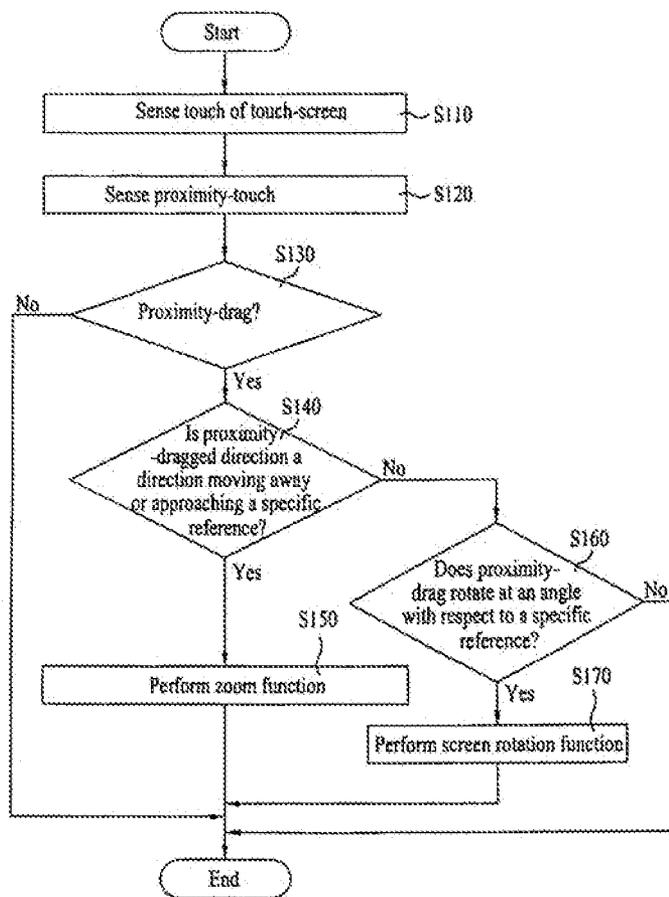 Start
Sense touch of touch-screen
S110
Sense proximity-touch
S120
S130
No
Proximity-drag?
Yes
S140
Is proximity
-dragged direction a
direction moving away
or approaching a specific
reference?
No
Yes
S160
Does proximity-
drag rotate at an angle
with respect to a specific
reference?
No
S150
Perform zoom function
Yes
S170
Perform screen rotation function
End